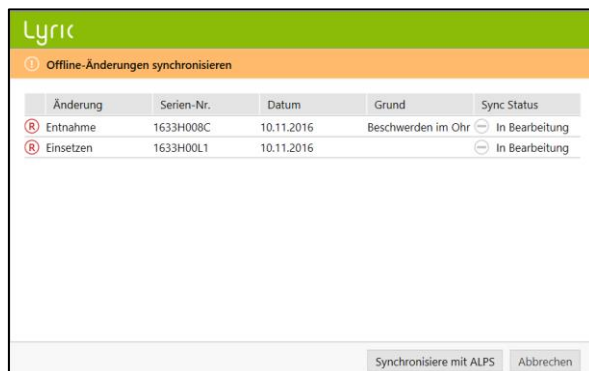 Lyric
! Offline-Änderungen synchronisieren
Änderung Serien-Nr. Datum Grund Sync Status
R Entnahme 1633H008C 10.11.2016 Beschwerden im Ohr In Bearbeitung
R Einsetzen 1633H00L1 10.11.2016 In Bearbeitung
Synchronisiere mit ALPS Abbrechen